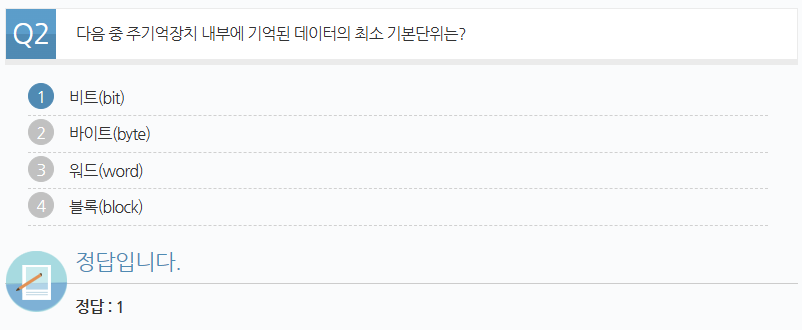 Q2 다음 중 주기억장치 내부에 기억된 데이터의 최소 기본단위는?
1 비트(bit)
2 바이트(byte)
3 워드(word)
4 블록(block)
정답입니다.
정답 : 1